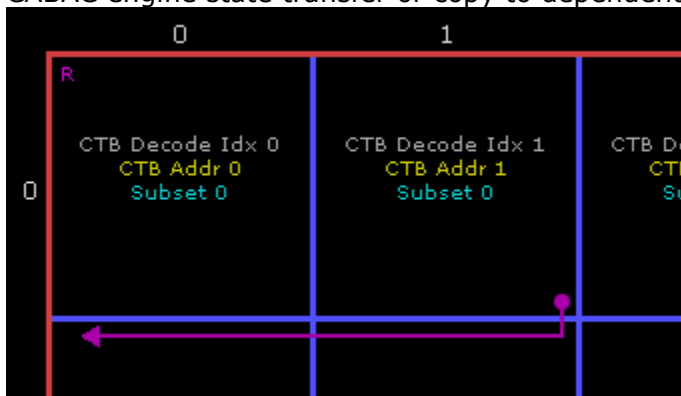 CABAC engine state transfer or copy to dependent
0 1
R
CTB Decode Idx 0 CTB Decode Idx 1 CTB
CTB Addr 0 CTB Addr 1
0 Subset 0 Subset 0